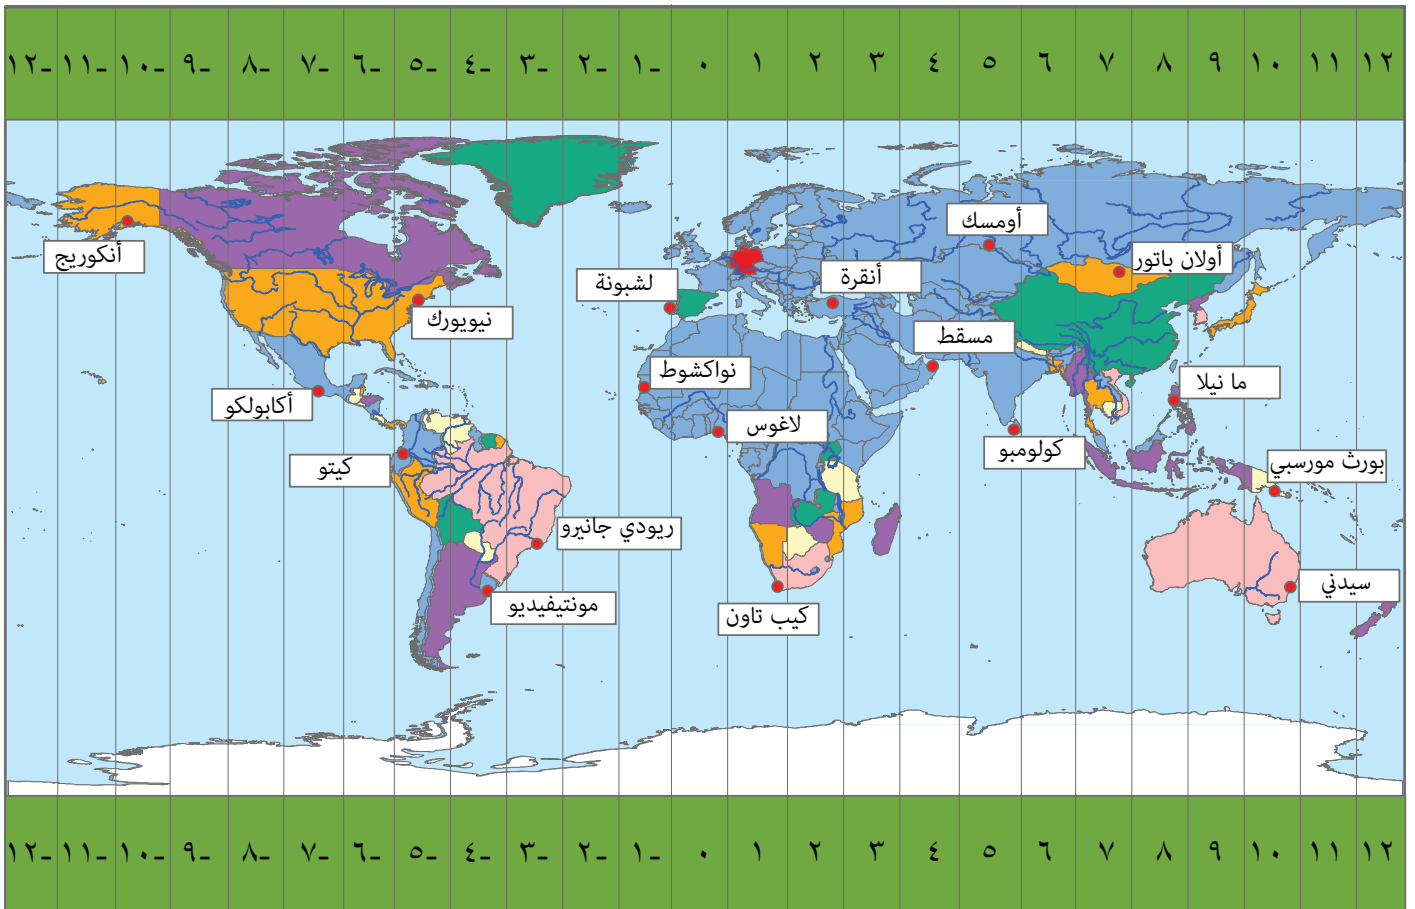 -١٢ -١١ -١٠ -٩ -٨ -٧ -٦ -٥ -٤ -٣ -٢ -١ ٠ ١ ٢ ٣ ٤ ٥ ٦ ٧ ٨ ٩ ١٠ ١١ ١٢
أومسك
أنكوريج
أولان باتور
أنقرة
لشبونة
نيويورك
مسقط
نواكشوط
ما نيلا
أكابولكو
لاغوس
كولومبو
كيتو
بورث مورسبي
ريودي جانيرو
سيدني
مونتيفيديو
كيب تاون
-١٢ -١١ -١٠ -٩ -٨ -٧ -٦ -٥ -٤ -٣ -٢ -١ ٠ ١ ٢ ٣ ٤ ٥ ٦ ٧ ٨ ٩ ١٠ ١١ ١٢